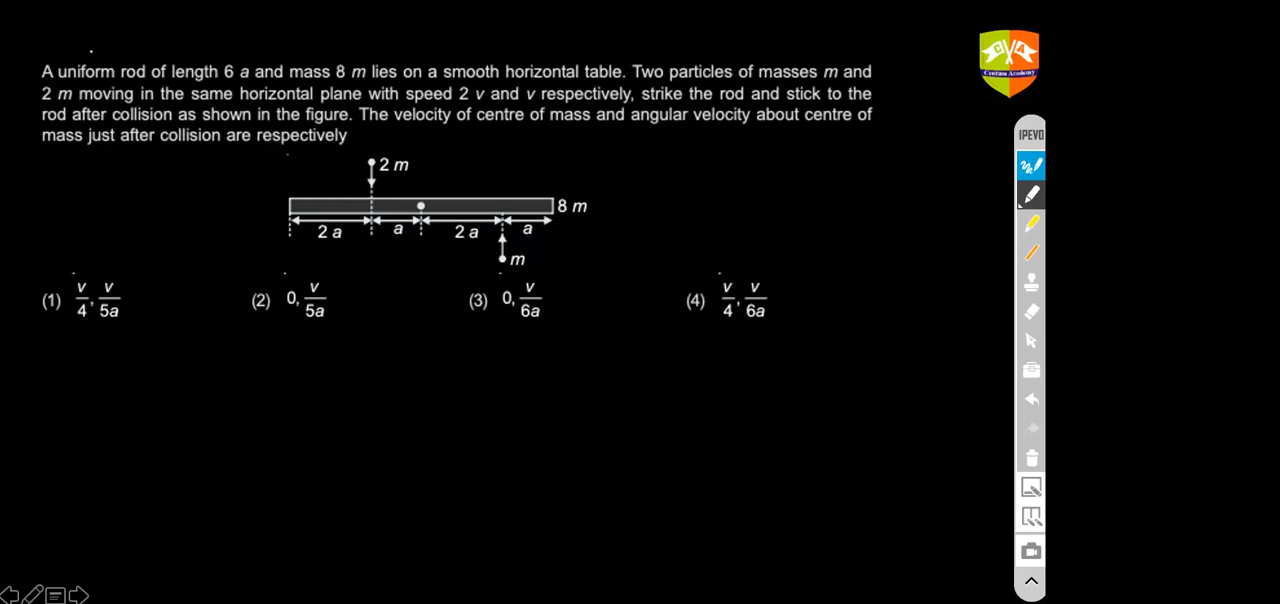 A uniform rod of length 6 a and mass 8 m lies on a smooth horizontal table. Two particles of masses m and
2 m moving in the same horizontal plane with speed 2 v and v respectively, strike the rod and stick to the
rod after collision as shown in the figure. The velocity of centre of mass and angular velocity about centre of
mass just after collision are respectively
2 m
8 m
2 a a 2 a a
m
(1) v/4, v/5a (2) 0, v/5a (3) 0, v/6a (4) v/4, v/6a
C A
Centum Academy
IPEVO